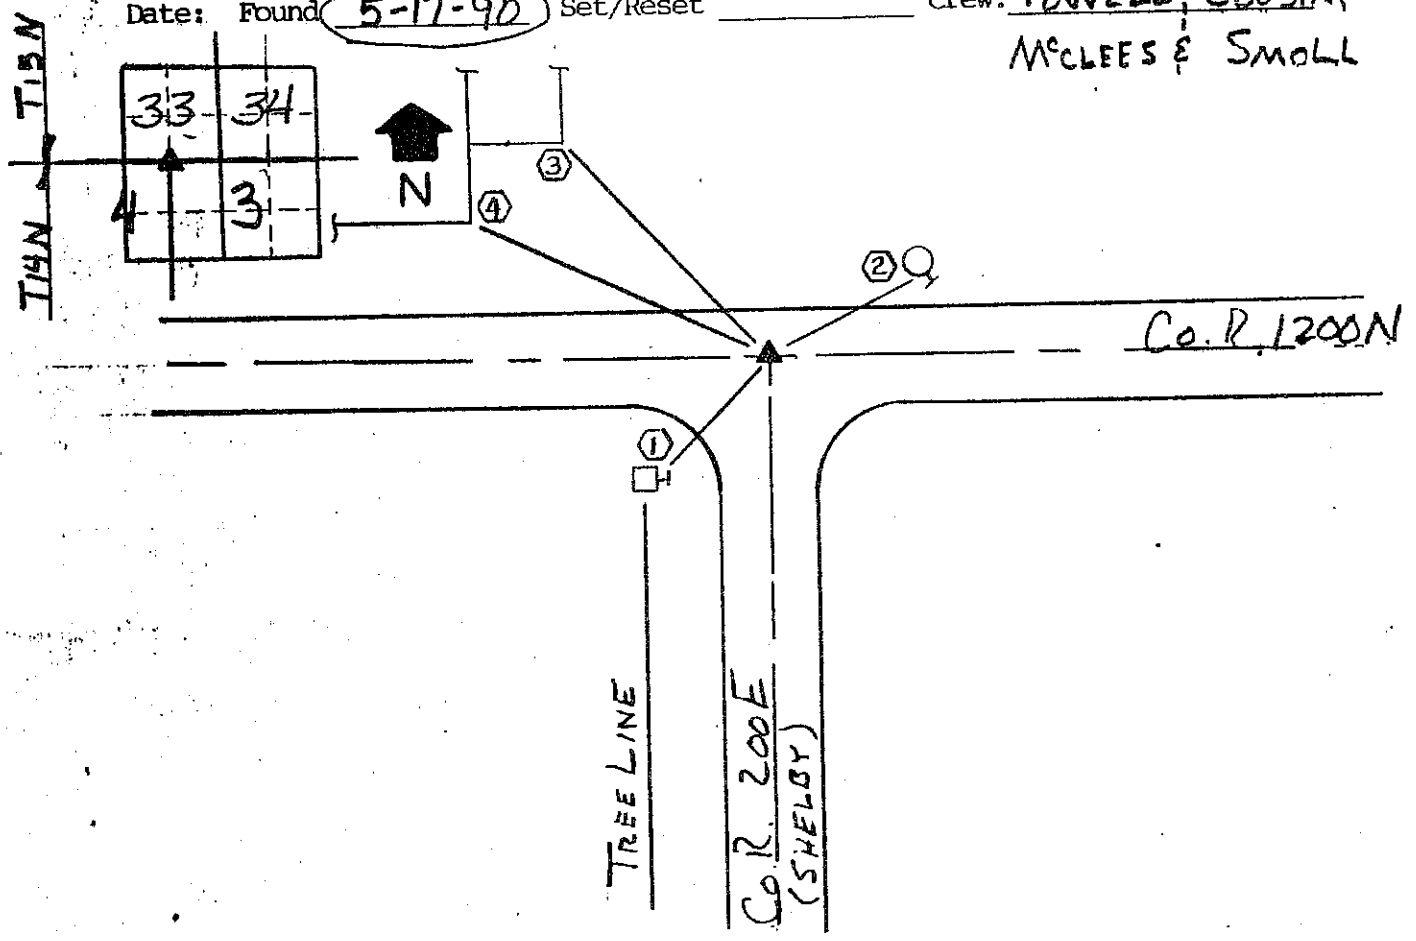 Date: Found 5-17-90 Set/Reset Crew:
McCLEES & SMOLL
T15N
T14N
33 34
4 3
N
3
4
2
Co. R. 1200N
1
TREE LINE
Co. R. 200E
(SHELBY)